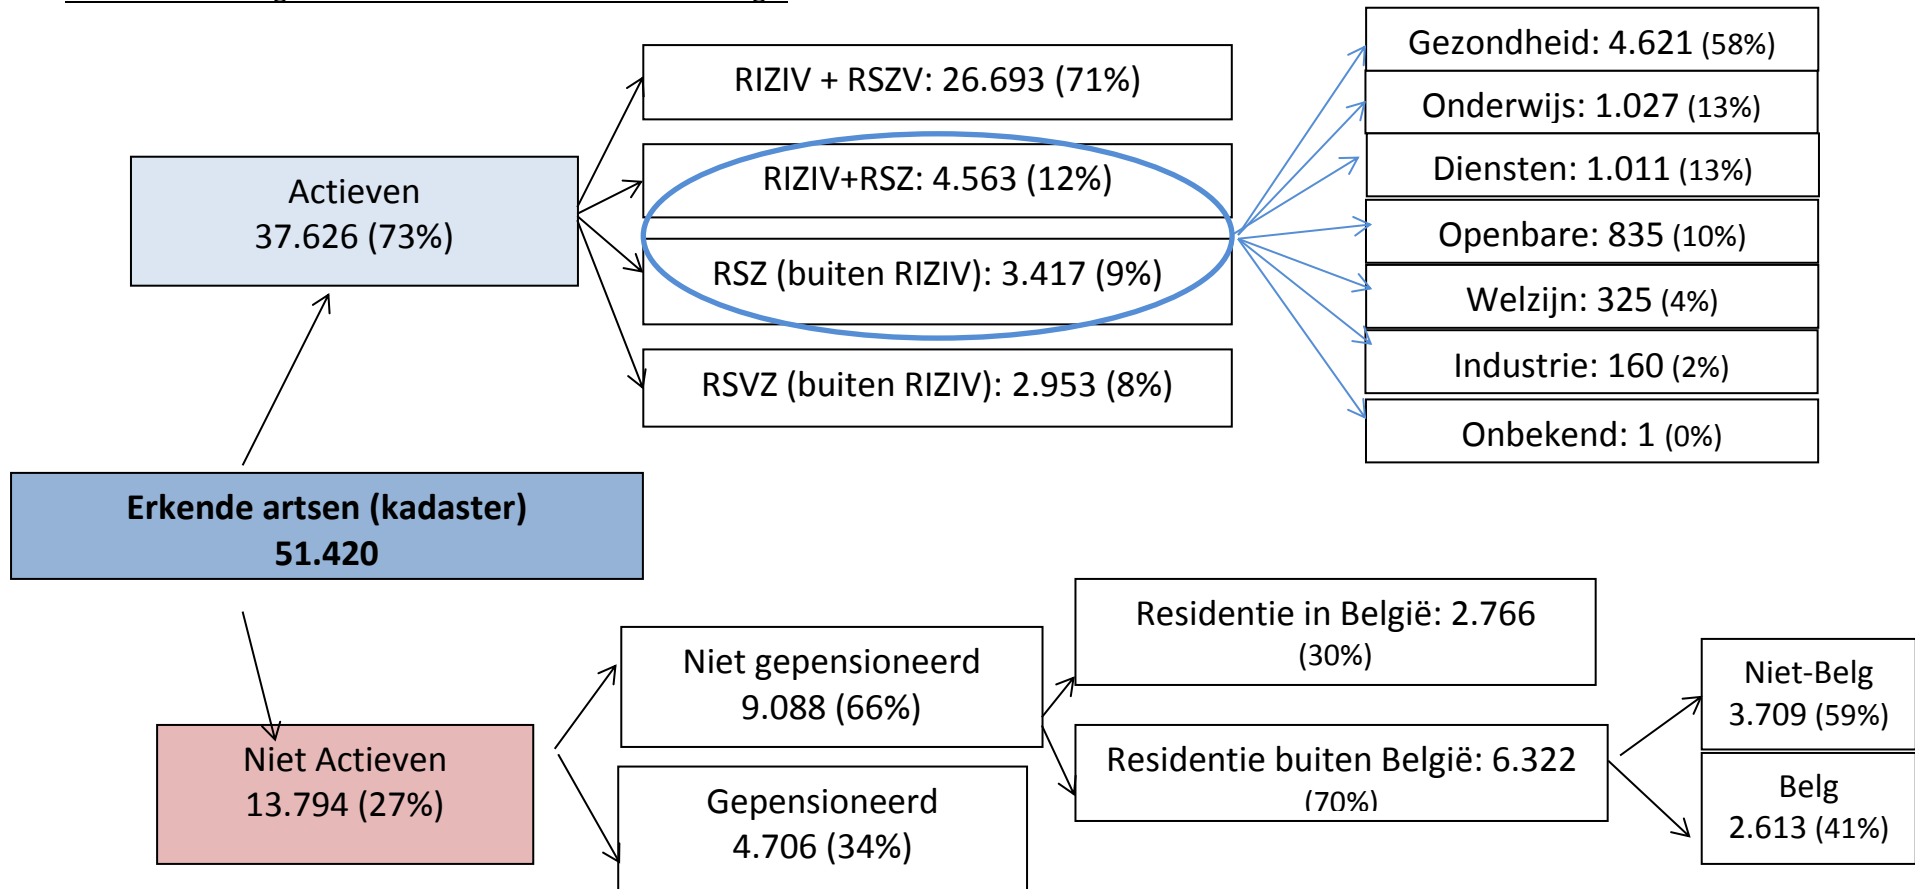 RIZIV + RSZV: 26.693 (71%)
RIZIV+RSZ: 4.563 (12%)
RSZ (buiten RIZIV): 3.417 (9%)
RSVZ (buiten RIZIV): 2.953 (8%)
Gezondheid: 4.621 (58%)
Onderwijs: 1.027 (13%)
Diensten: 1.011 (13%)
Openbare: 835 (10%)
Welzijn: 325 (4%)
Industrie: 160 (2%)
Onbekend: 1 (0%)
Actieven
37.626 (73%)
Erkende artsen (kadaster)
51.420
Niet Actieven
13.794 (27%)
Niet gepensioneerd
9.088 (66%)
Gepensioneerd
4.706 (34%)
Residentie in België: 2.766
(30%)
Residentie buiten België: 6.322
(70%)
Niet-Belg
3.709 (59%)
Belg
2.613 (41%)